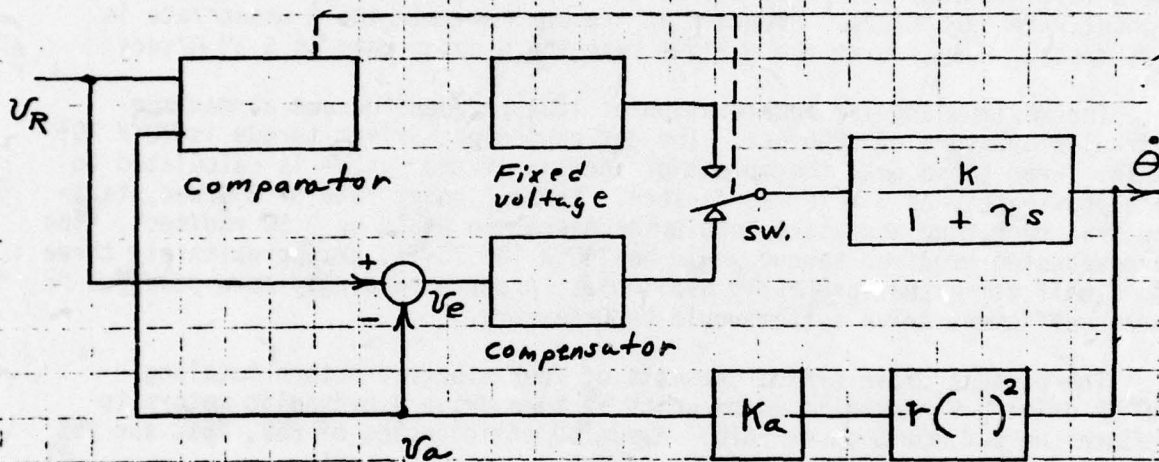 v_R
Comparator
Fixed
voltage
sw.
K
1 + τs
θ̇
+
−
v_e
Compensator
K_a
r( )²
v_a